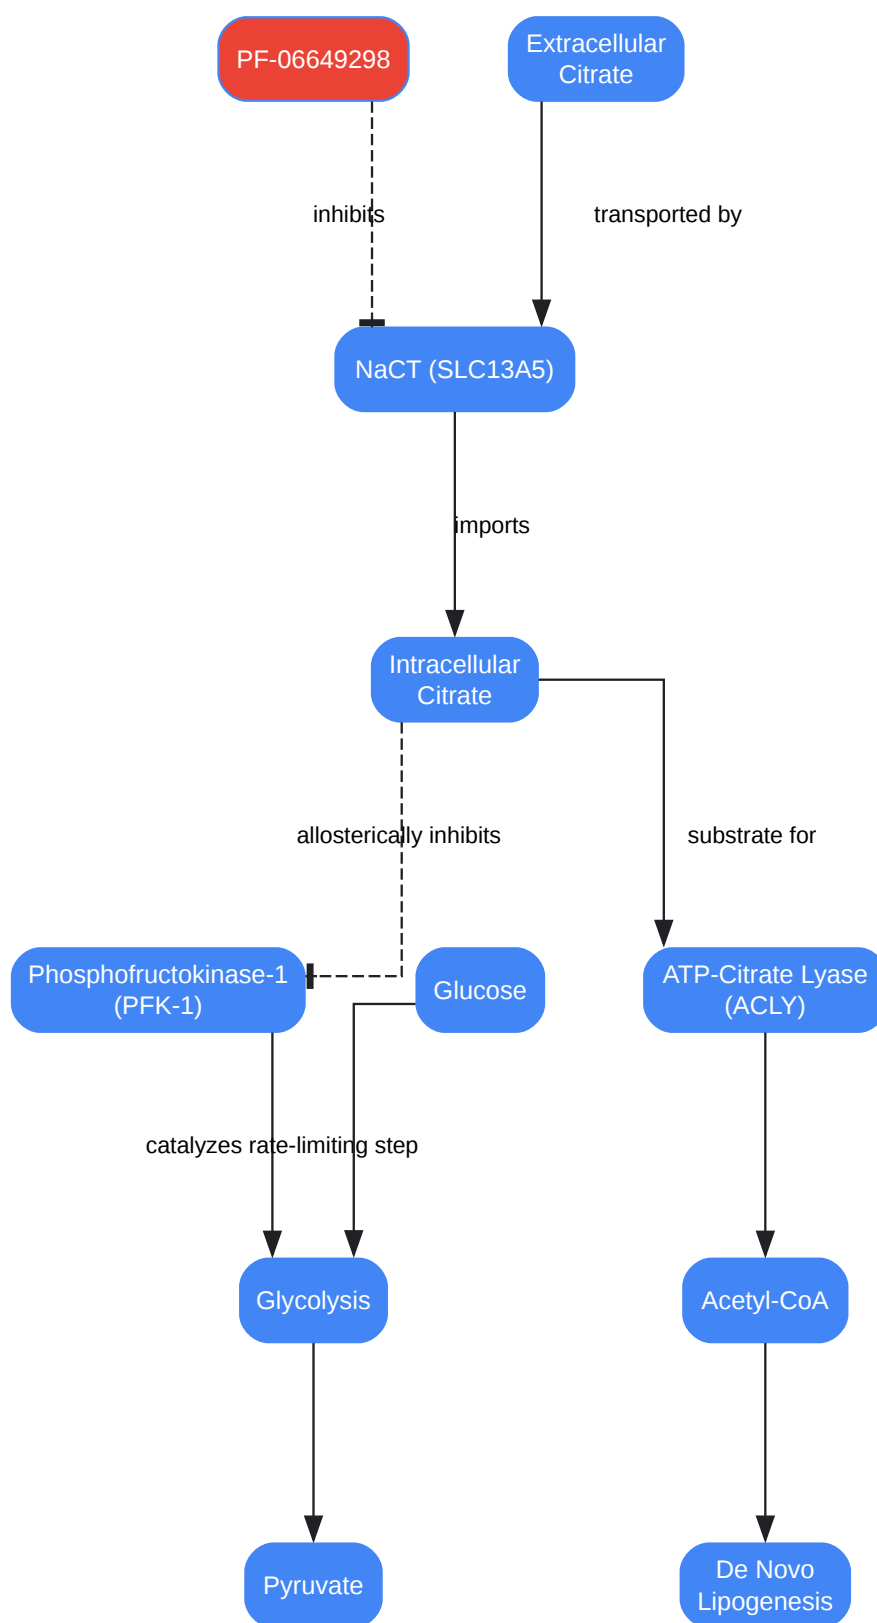 PF-06649298
Extracellular
Citrate
inhibits
transported by
NaCT (SLC13A5)
imports
Intracellular
Citrate
allosterically inhibits
substrate for
Phosphofructokinase-1
(PFK-1)
Glucose
ATP-Citrate Lyase
(ACLY)
catalyzes rate-limiting step
Glycolysis
Acetyl-CoA
Pyruvate
De Novo
Lipogenesis